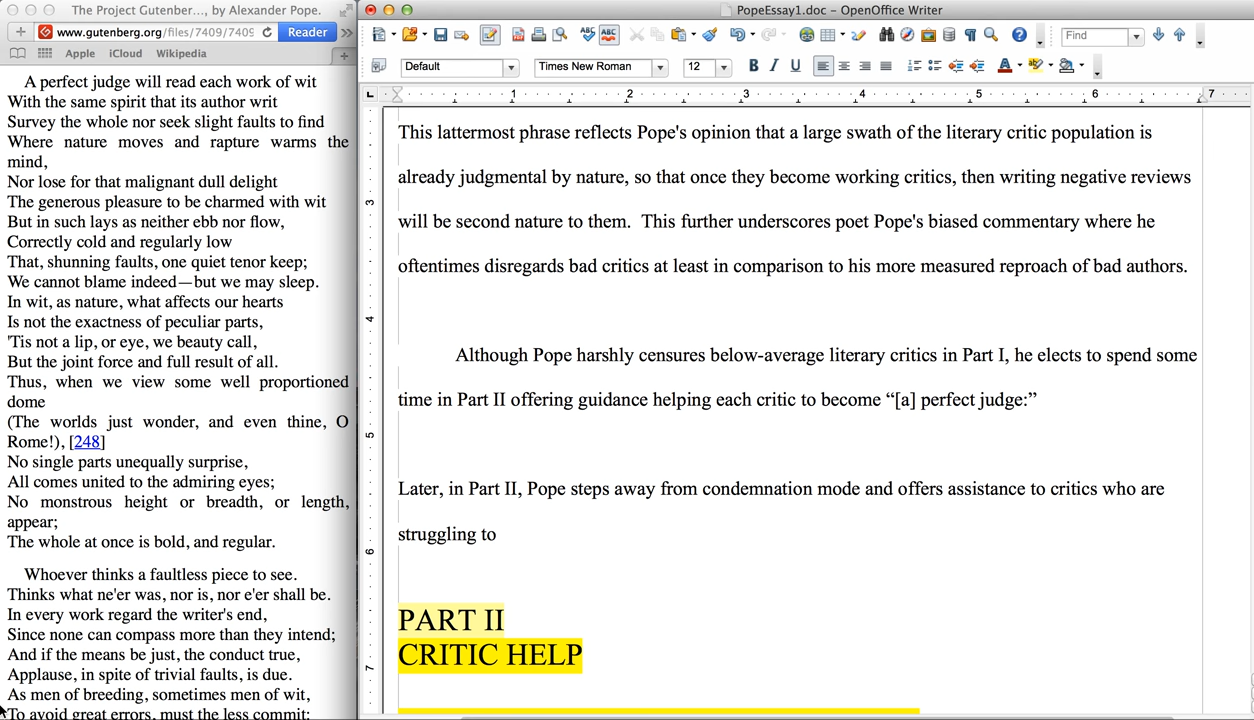 The Project Gutenber..., by Alexander Pope.
www.gutenberg.org/files/7409/7409
Reader
Apple iCloud Wikipedia
A perfect judge will read each work of wit
With the same spirit that its author writ
Survey the whole nor seek slight faults to find
Where nature moves and rapture warms the
mind,
Nor lose for that malignant dull delight
The generous pleasure to be charmed with wit
But in such lays as neither ebb nor flow,
Correctly cold and regularly low
That, shunning faults, one quiet tenor keep;
We cannot blame indeed—but we may sleep.
In wit, as nature, what affects our hearts
Is not the exactness of peculiar parts,
'Tis not a lip, or eye, we beauty call,
But the joint force and full result of all.
Thus, when we view some well proportioned
dome
(The worlds just wonder, and even thine, O
Rome!), [248]
No single parts unequally surprise,
All comes united to the admiring eyes;
No monstrous height or breadth, or length,
appear;
The whole at once is bold, and regular.
Whoever thinks a faultless piece to see.
Thinks what ne'er was, nor is, nor e'er shall be.
In every work regard the writer's end,
Since none can compass more than they intend;
And if the means be just, the conduct true,
Applause, in spite of trivial faults, is due.
As men of breeding, sometimes men of wit,
To avoid great errors, must the less commit:
PopeEssay1.doc - OpenOffice Writer
Find
Default
Times New Roman
12
B I U
1 2 3 4 5 6 7
3
4
5
6
7
This lattermost phrase reflects Pope's opinion that a large swath of the literary critic population is
already judgmental by nature, so that once they become working critics, then writing negative reviews
will be second nature to them. This further underscores poet Pope's biased commentary where he
oftentimes disregards bad critics at least in comparison to his more measured reproach of bad authors.
Although Pope harshly censures below-average literary critics in Part I, he elects to spend some
time in Part II offering guidance helping each critic to become “[a] perfect judge:”
Later, in Part II, Pope steps away from condemnation mode and offers assistance to critics who are
struggling to
PART II
CRITIC HELP